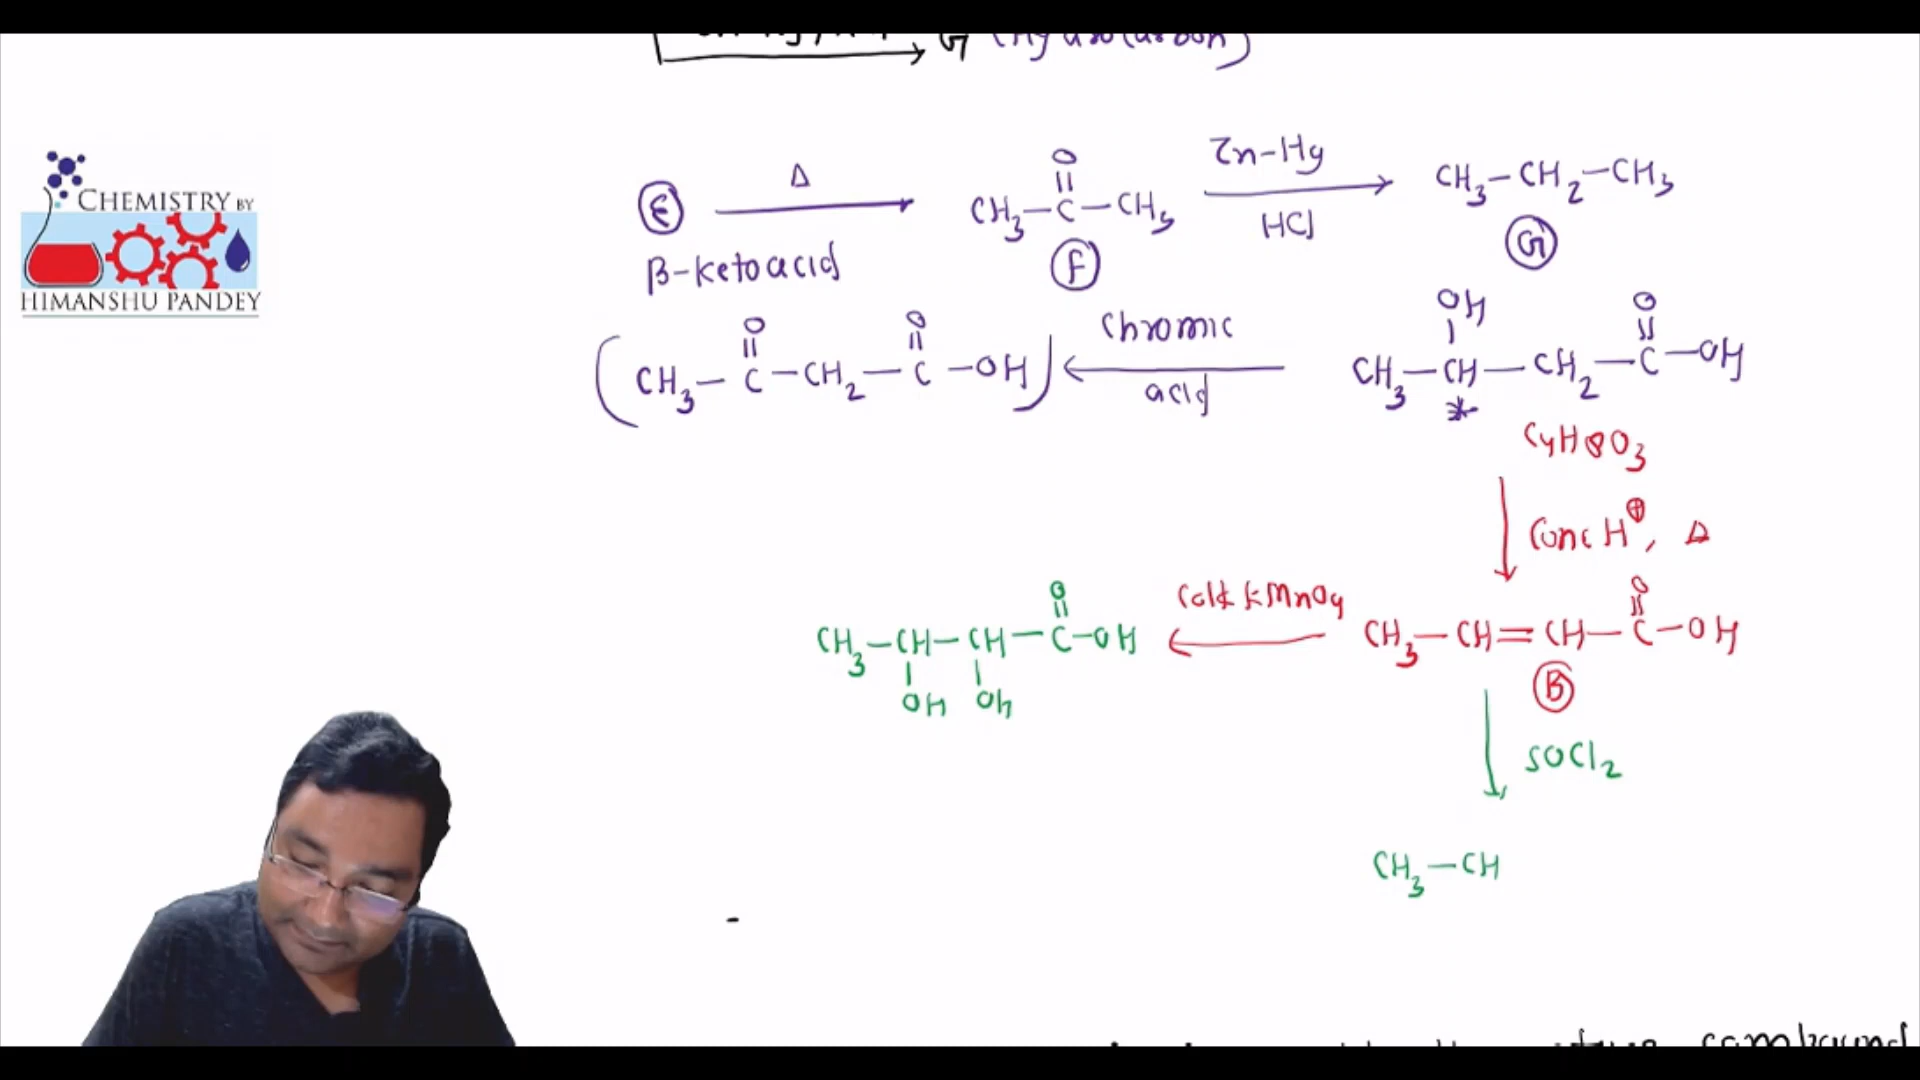 G (Hydrocarbon)
CHEMISTRY BY
HIMANSHU PANDEY
Zn-Hg
Δ
O
E
CH3-C-CH3
HCl
CH3-CH2-CH3
β-ketoacid
F
G
OH O
O O
Chromic
(CH3-C-CH2-C-OH)
CH3-CH-CH2-C-OH
acid
*
C4H8O3
Conc H⊕, Δ
O
Cold KMnO4
O
CH3-CH-CH-C-OH
CH3-CH=CH-C-OH
OH OH
B
SOCl2
CH3-CH
-
compound